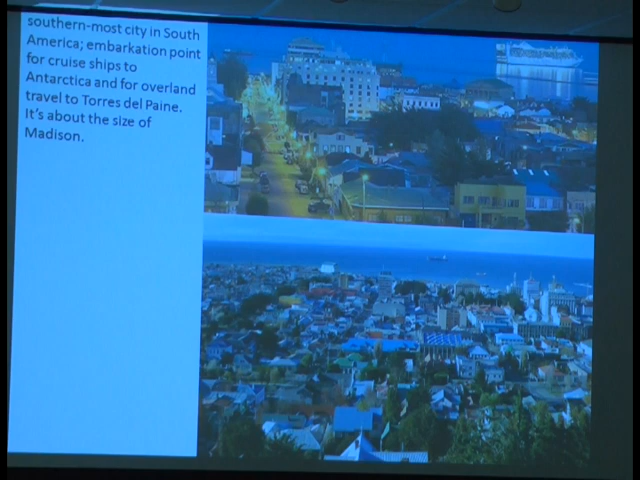 southern-most city in South
America; embarkation point
for cruise ships to
Antarctica and for overland
travel to Torres del Paine.
It's about the size of
Madison.